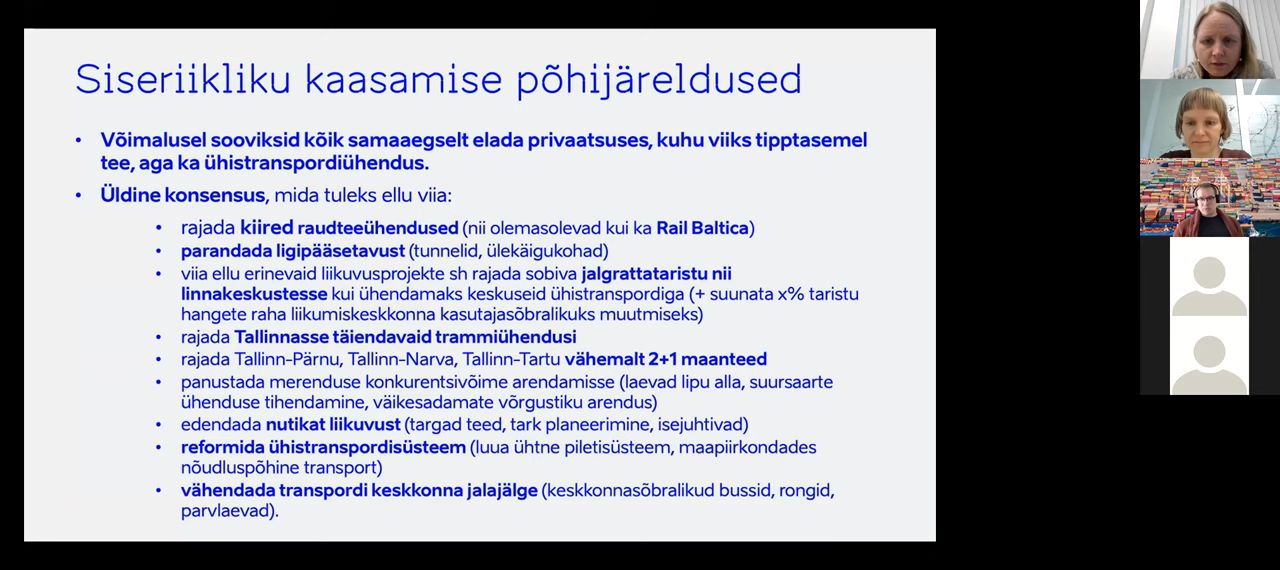 Siseriikliku kaasamise põhijäreldused
• Võimalusel sooviksid kõik samaaegselt elada privaatsuses, kuhu viiks tipptasemel
tee, aga ka ühistranspordiühendus.
• Üldine konsensus, mida tuleks ellu viia:
• rajada kiired raudteeühendused (nii olemasolevad kui ka Rail Baltica)
• parandada ligipääsetavust (tunnelid, ülekäigukohad)
• viia ellu erinevaid liikuvusprojekte sh rajada sobiva jalgrattataristu nii
linnakeskustesse kui ühendamaks keskuseid ühistranspordiga (+ suunata x% taristu
hangete raha liikumiskeskkonna kasutajasõbralikuks muutmiseks)
• rajada Tallinnasse täiendavaid trammiühendusi
• rajada Tallinn-Pärnu, Tallinn-Narva, Tallinn-Tartu vähemalt 2+1 maanteed
• panustada merenduse konkurentsivõime arendamisse (laevad lipu alla, suursaarte
ühenduse tihendamine, väikesadamate võrgustiku arendus)
• edendada nutikat liikuvust (targad teed, tark planeerimine, isejuhtivad)
• reformida ühistranspordisüsteem (luua ühtne piletisüsteem, maapiirkondades
nõudluspõhine transport)
• vähendada transpordi keskkonna jalajälge (keskkonnasõbralikud bussid, rongid,
parvlaevad).